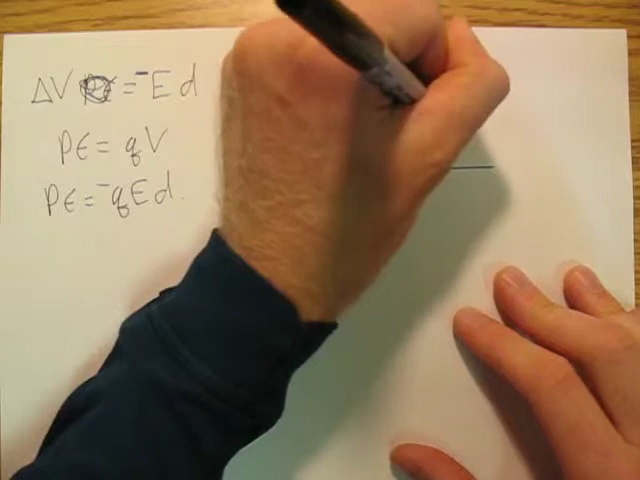 ΔV = -Ed
PE = qV
PE = -qEd.